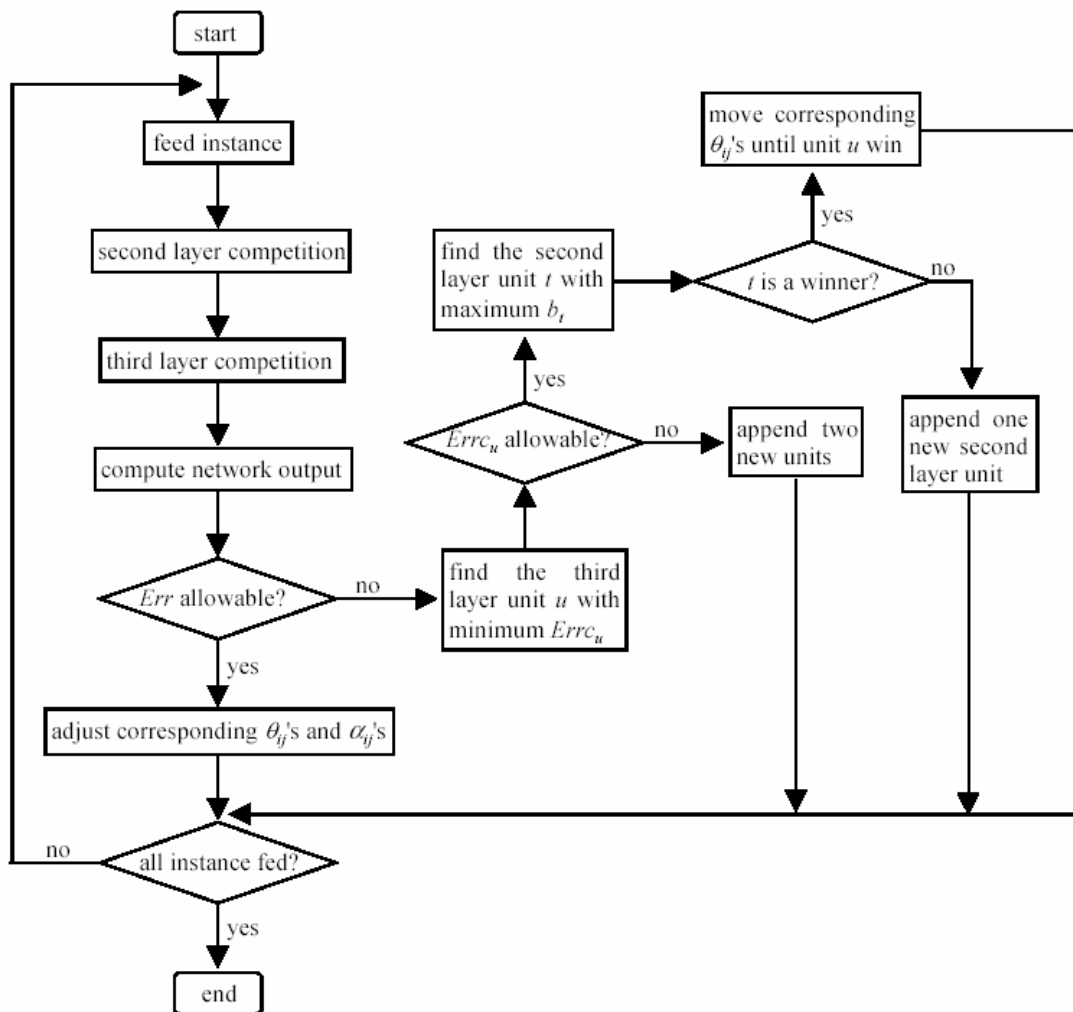 start
feed instance
second layer competition
third layer competition
compute network output
Err allowable?
no
yes
adjust corresponding θij's and αij's
all instance fed?
no
yes
end
find the third
layer unit u with
minimum Errcu
Errcu allowable?
yes
no
append two
new units
find the second
layer unit t with
maximum bt
t is a winner?
yes
no
move corresponding
θij's until unit u win
append one
new second
layer unit